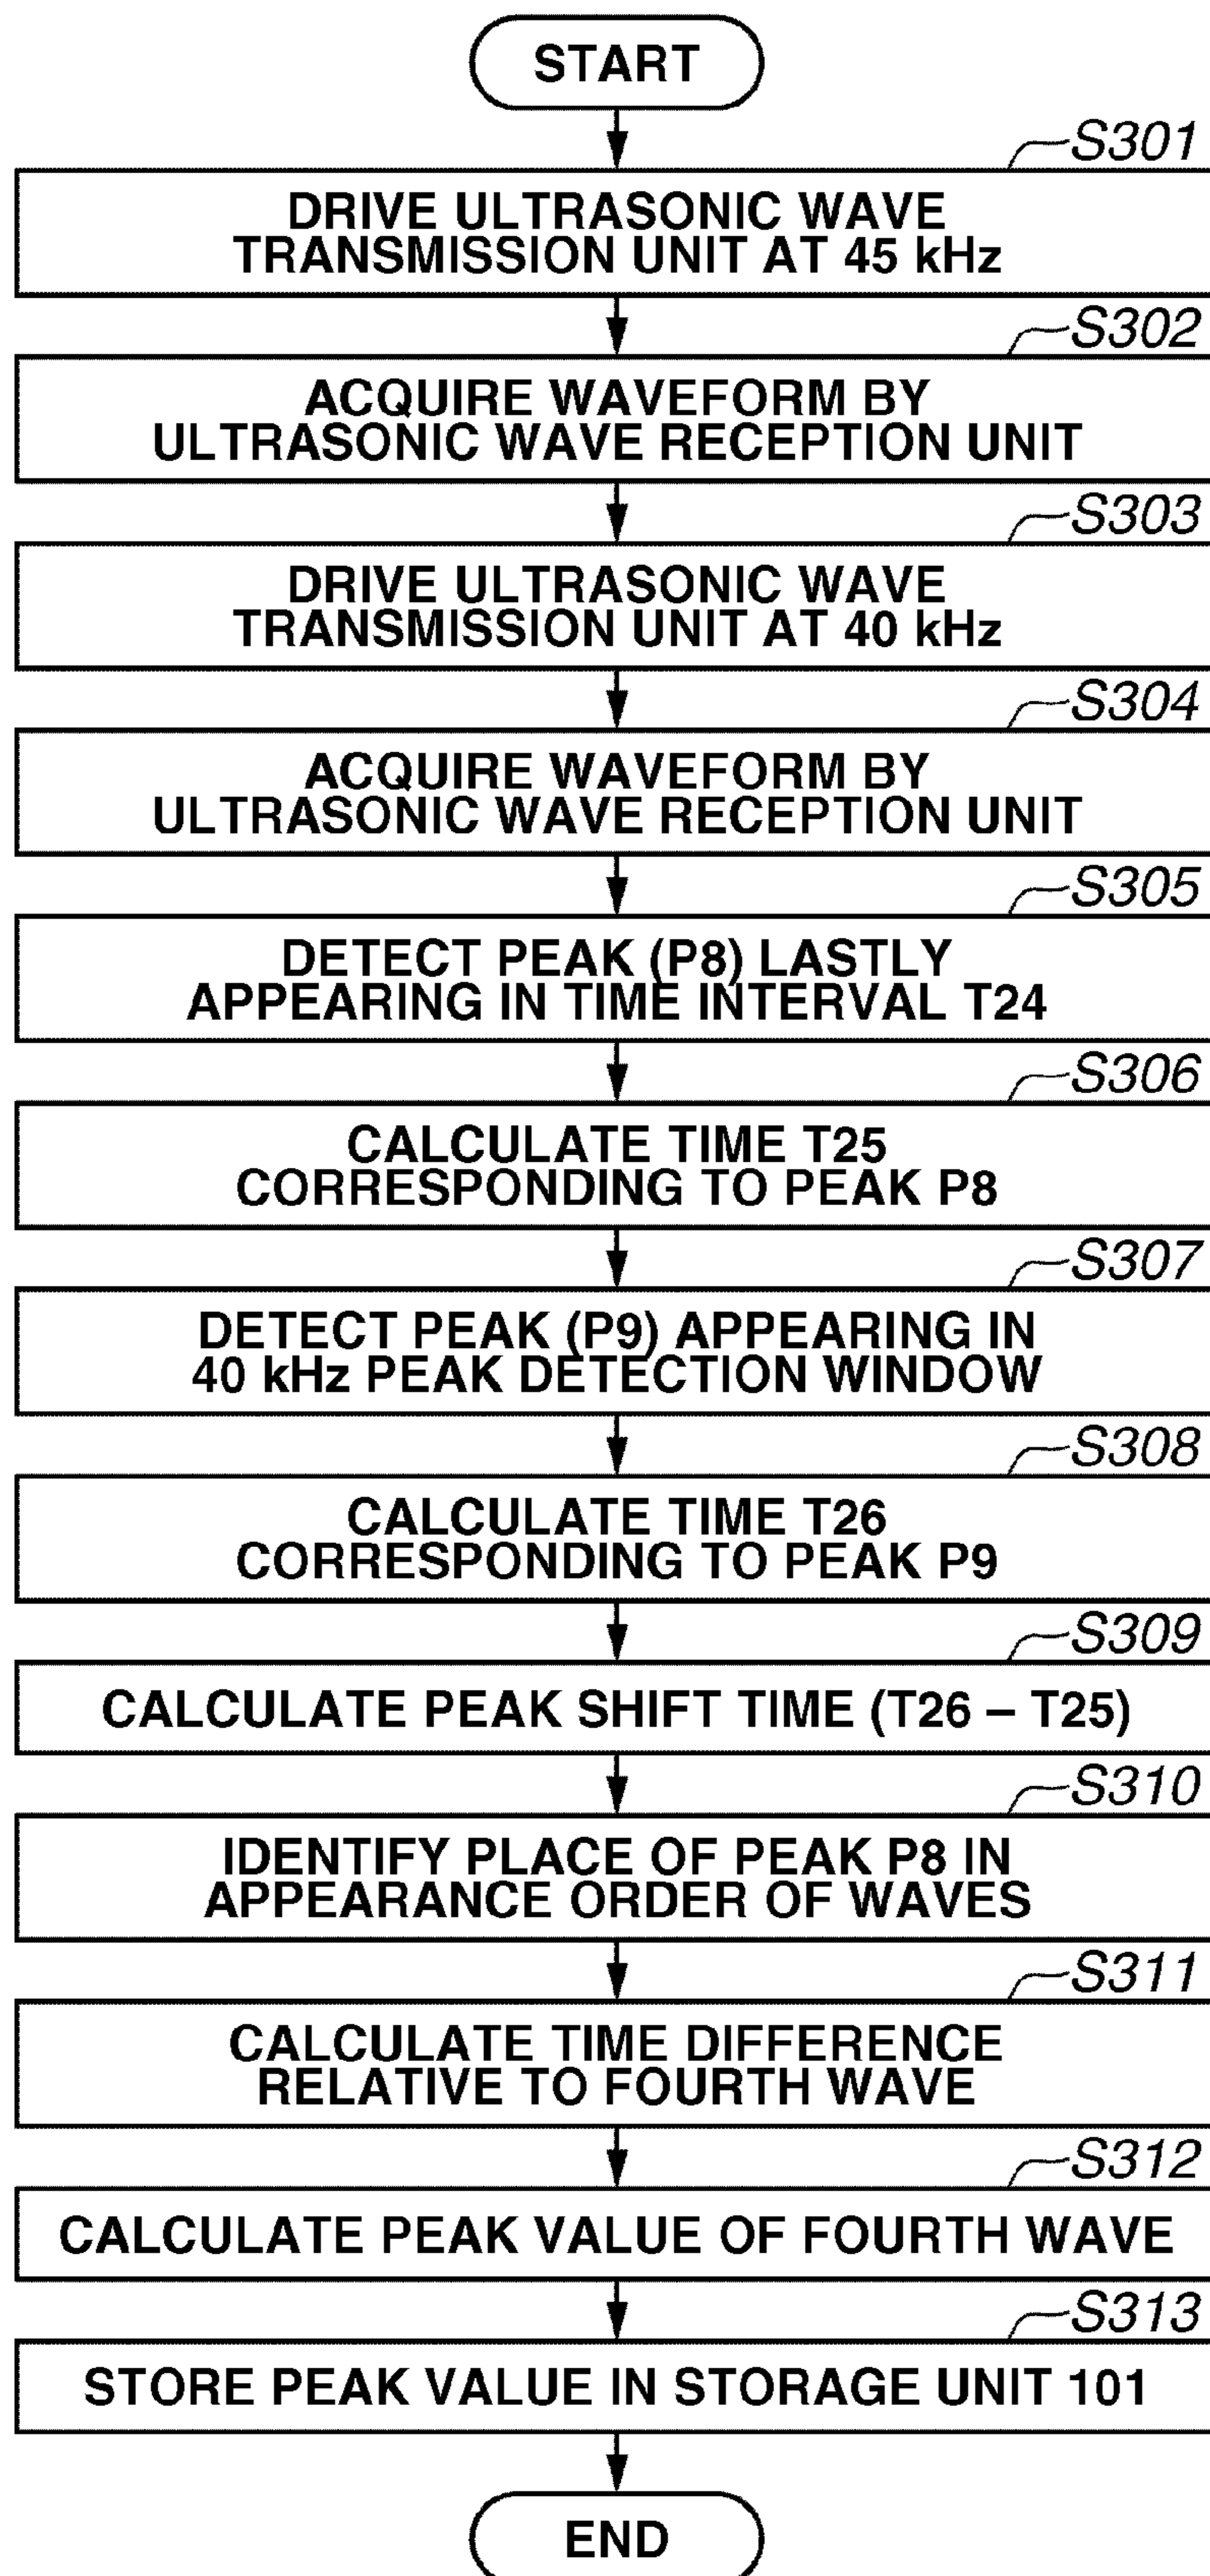 START
S301
DRIVE ULTRASONIC WAVE
TRANSMISSION UNIT AT 45 kHz
S302
ACQUIRE WAVEFORM BY
ULTRASONIC WAVE RECEPTION UNIT
S303
DRIVE ULTRASONIC WAVE
TRANSMISSION UNIT AT 40 kHz
S304
ACQUIRE WAVEFORM BY
ULTRASONIC WAVE RECEPTION UNIT
S305
DETECT PEAK (P8) LASTLY
APPEARING IN TIME INTERVAL T24
S306
CALCULATE TIME T25
CORRESPONDING TO PEAK P8
S307
DETECT PEAK (P9) APPEARING IN
40 kHz PEAK DETECTION WINDOW
S308
CALCULATE TIME T26
CORRESPONDING TO PEAK P9
S309
CALCULATE PEAK SHIFT TIME (T26 – T25)
S310
IDENTIFY PLACE OF PEAK P8 IN
APPEARANCE ORDER OF WAVES
S311
CALCULATE TIME DIFFERENCE
RELATIVE TO FOURTH WAVE
S312
CALCULATE PEAK VALUE OF FOURTH WAVE
S313
STORE PEAK VALUE IN STORAGE UNIT 101
END